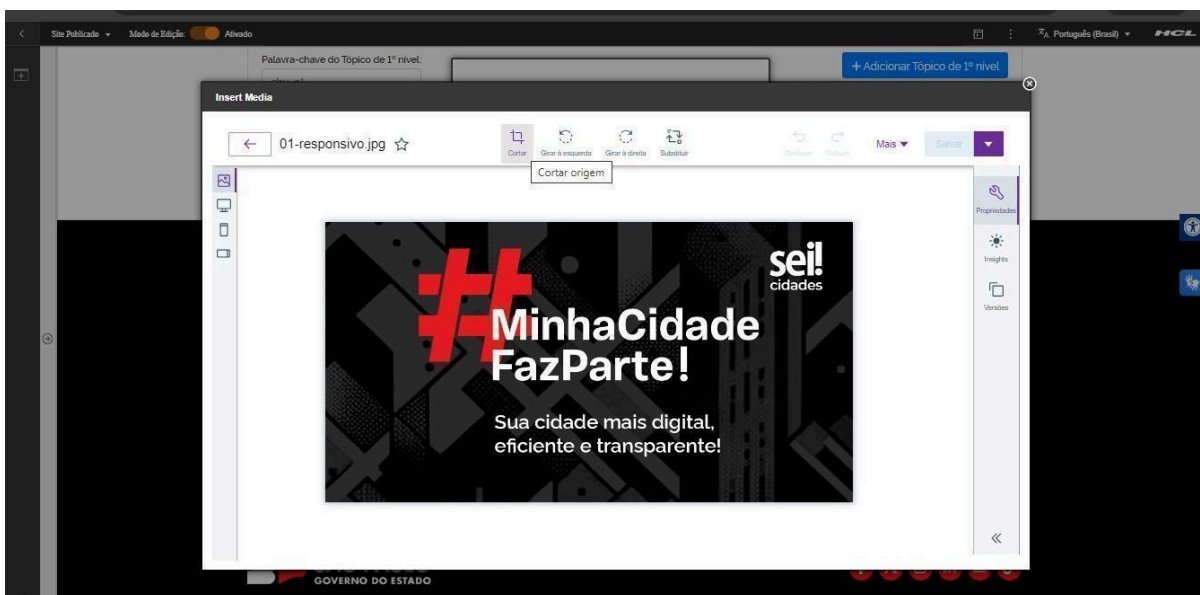 Site Publicado
Modo de Edição:
Ativado
Português (Brasil)
HCL
Palavra-chave do Tópico de 1º nível:
+ Adicionar Tópico de 1º nível
Insert Media
01-responsivo.jpg
Cortar
Girar à esquerda
Girar à direita
Substituir
Mais
Salvar
Cortar origem
Propriedades
Insights
Versões
sei!
cidades
#MinhaCidade
FazParte!
Sua cidade mais digital,
eficiente e transparente!
GOVERNO DO ESTADO